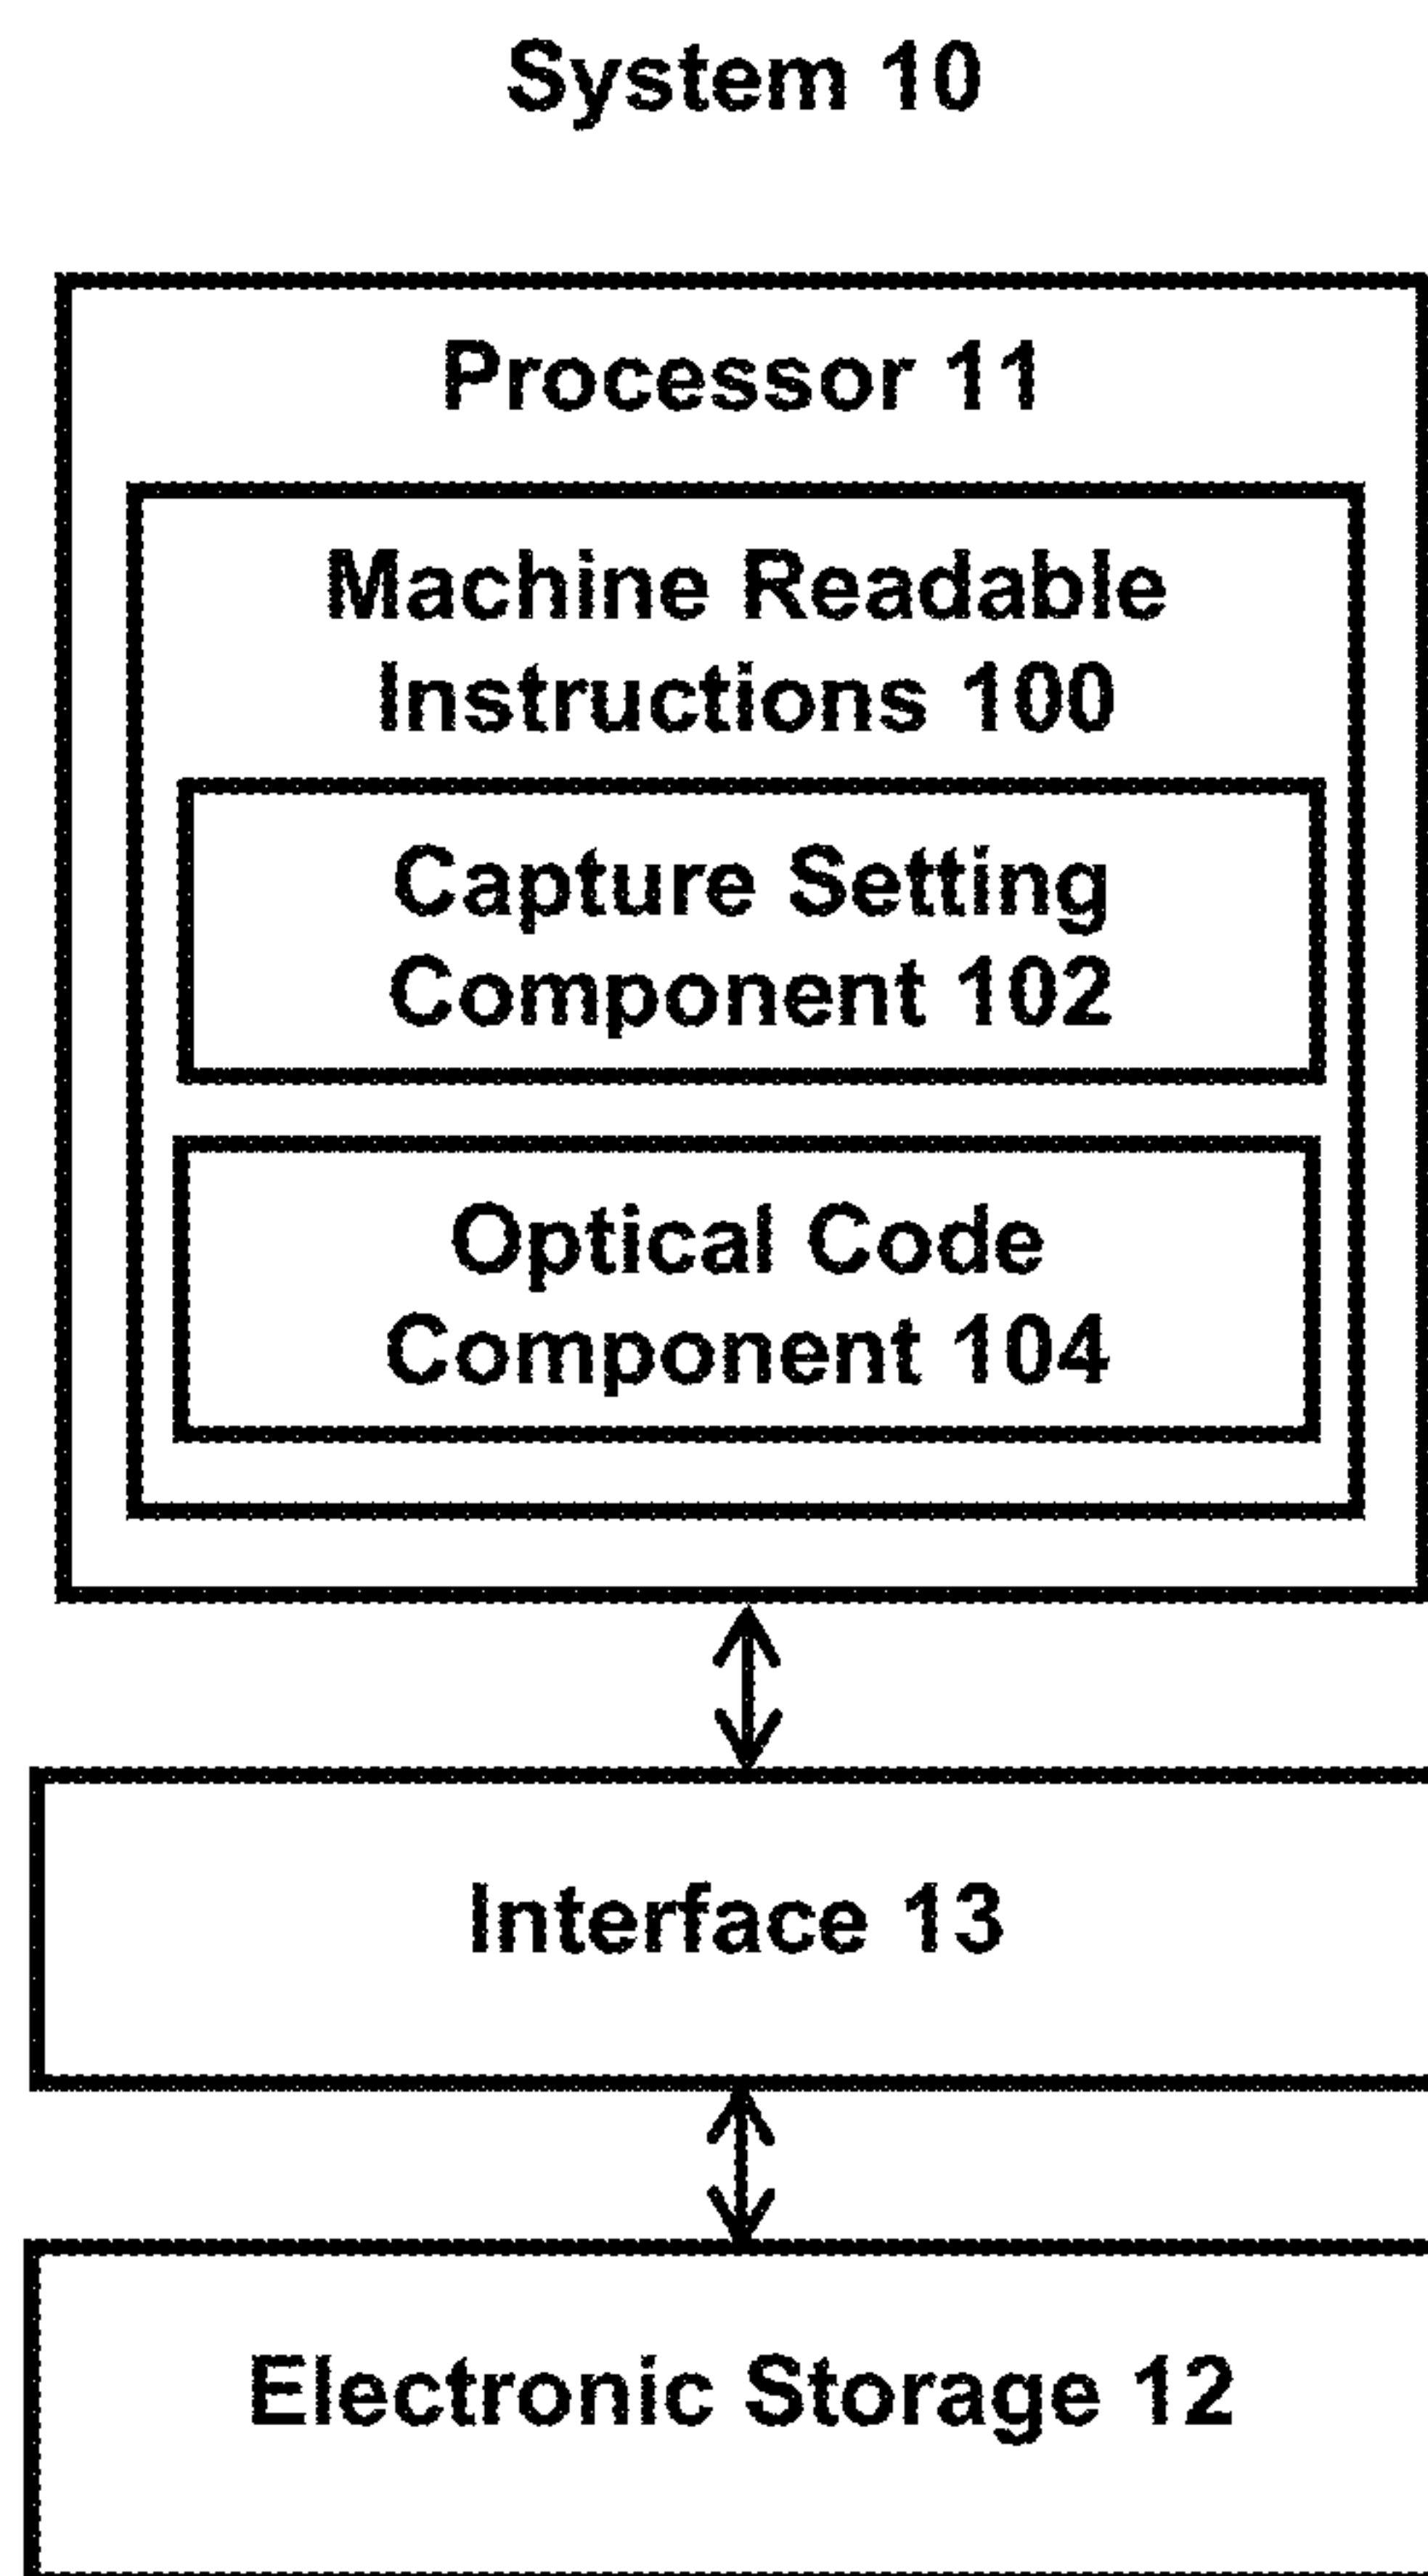 System 10
Processor 11
Machine Readable
Instructions 100
Capture Setting
Component 102
Optical Code
Component 104
Interface 13
Electronic Storage 12